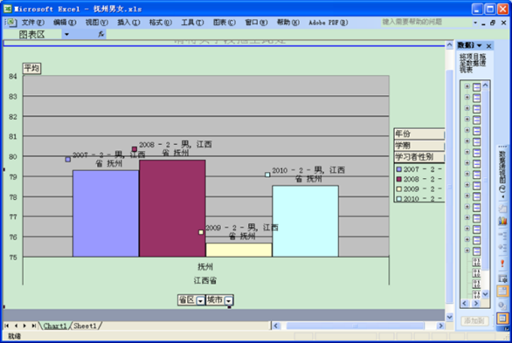 Microsoft Excel - 抚州男女.xls
文件(F) 编辑(E) 视图(V) 插入(I) 格式(O) 工具(T) 图表(C) 窗口(W) 帮助(H) Adobe PDF(B)
键入需要帮助的问题
图表区
fx
平均
84
83
82
81
80
79
78
77
76
75
2007 - 2 - 男, 江西
省 抚州
2008 - 2 - 男, 江西
省 抚州
2009 - 2 - 男, 江西
省 抚州
2010 - 2 - 男, 江西
省 抚州
抚州
江西省
省区 城市
年份
学期
学习者性别
2007 - 2 -
2008 - 2 -
2009 - 2 -
2010 - 2 -
数据
将项目拖
至数据透
视表
添加到
数据透视图
Chart1 Sheet1
就绪